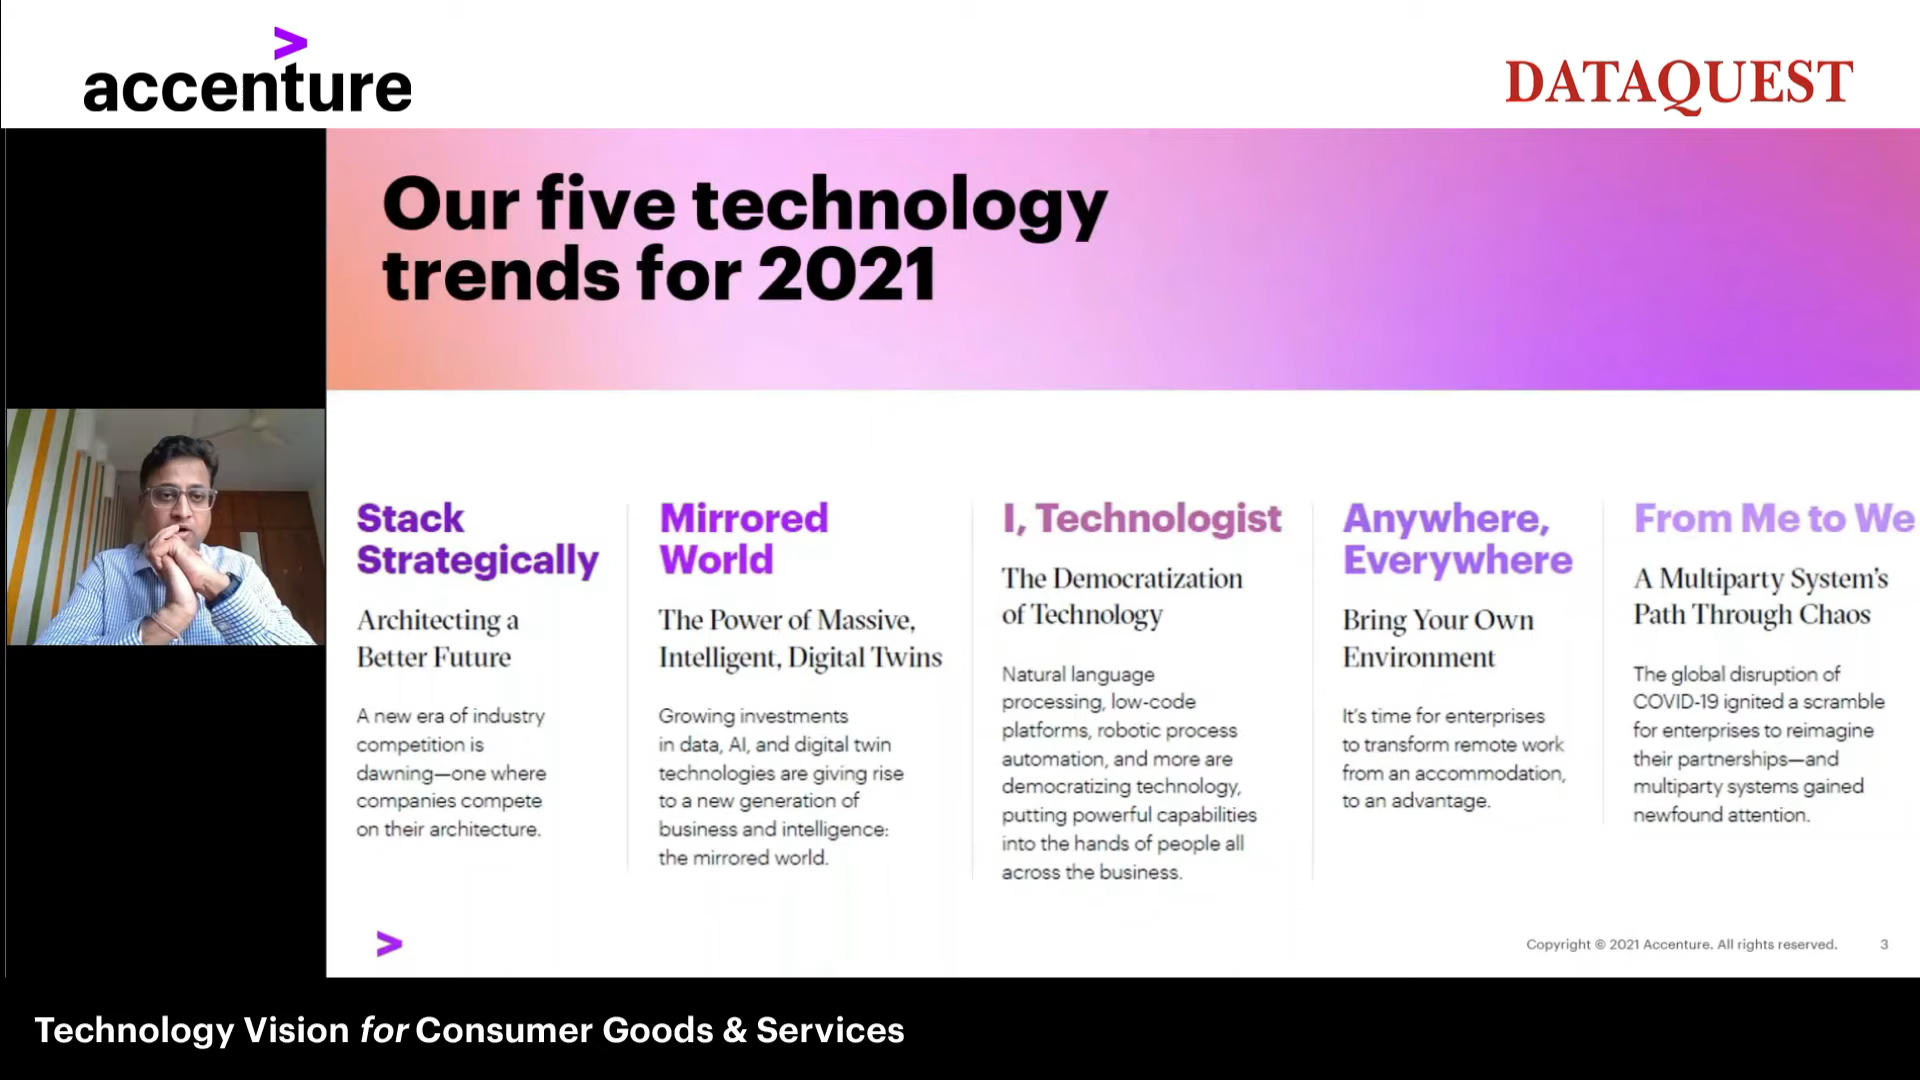 >
accenture
DATAQUEST
Our five technology
trends for 2021
Stack
Strategically
Architecting a
Better Future
A new era of industry
competition is
dawning—one where
companies compete
on their architecture.
Mirrored
World
The Power of Massive,
Intelligent, Digital Twins
Growing investments
in data, AI, and digital twin
technologies are giving rise
to a new generation of
business and intelligence:
the mirrored world.
I, Technologist
The Democratization
of Technology
Natural language
processing, low-code
platforms, robotic process
automation, and more are
democratizing technology,
putting powerful capabilities
into the hands of people all
across the business.
Anywhere,
Everywhere
Bring Your Own
Environment
It's time for enterprises
to transform remote work
from an accommodation,
to an advantage.
From Me to We
A Multiparty System's
Path Through Chaos
The global disruption of
COVID-19 ignited a scramble
for enterprises to reimagine
their partnerships—and
multiparty systems gained
newfound attention.
>
Copyright © 2021 Accenture. All rights reserved. 3
Technology Vision for Consumer Goods & Services